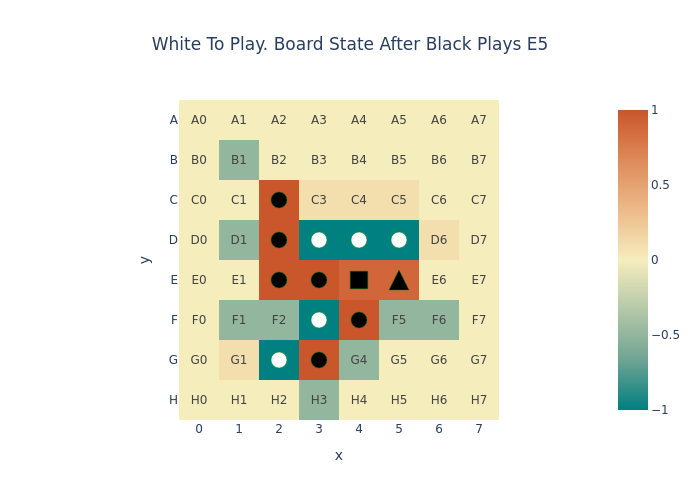 White To Play. Board State After Black Plays E5
A A0 A1 A2 A3 A4 A5 A6 A7
B B0 B1 B2 B3 B4 B5 B6 B7
C C0 C1 C3 C4 C5 C6 C7
D D0 D1 D6 D7
E E0 E1 E6 E7
F F0 F1 F2 F5 F6 F7
G G0 G1 G4 G5 G6 G7
H H0 H1 H2 H3 H4 H5 H6 H7
0 1 2 3 4 5 6 7
x
y
1
0.5
0
−0.5
−1